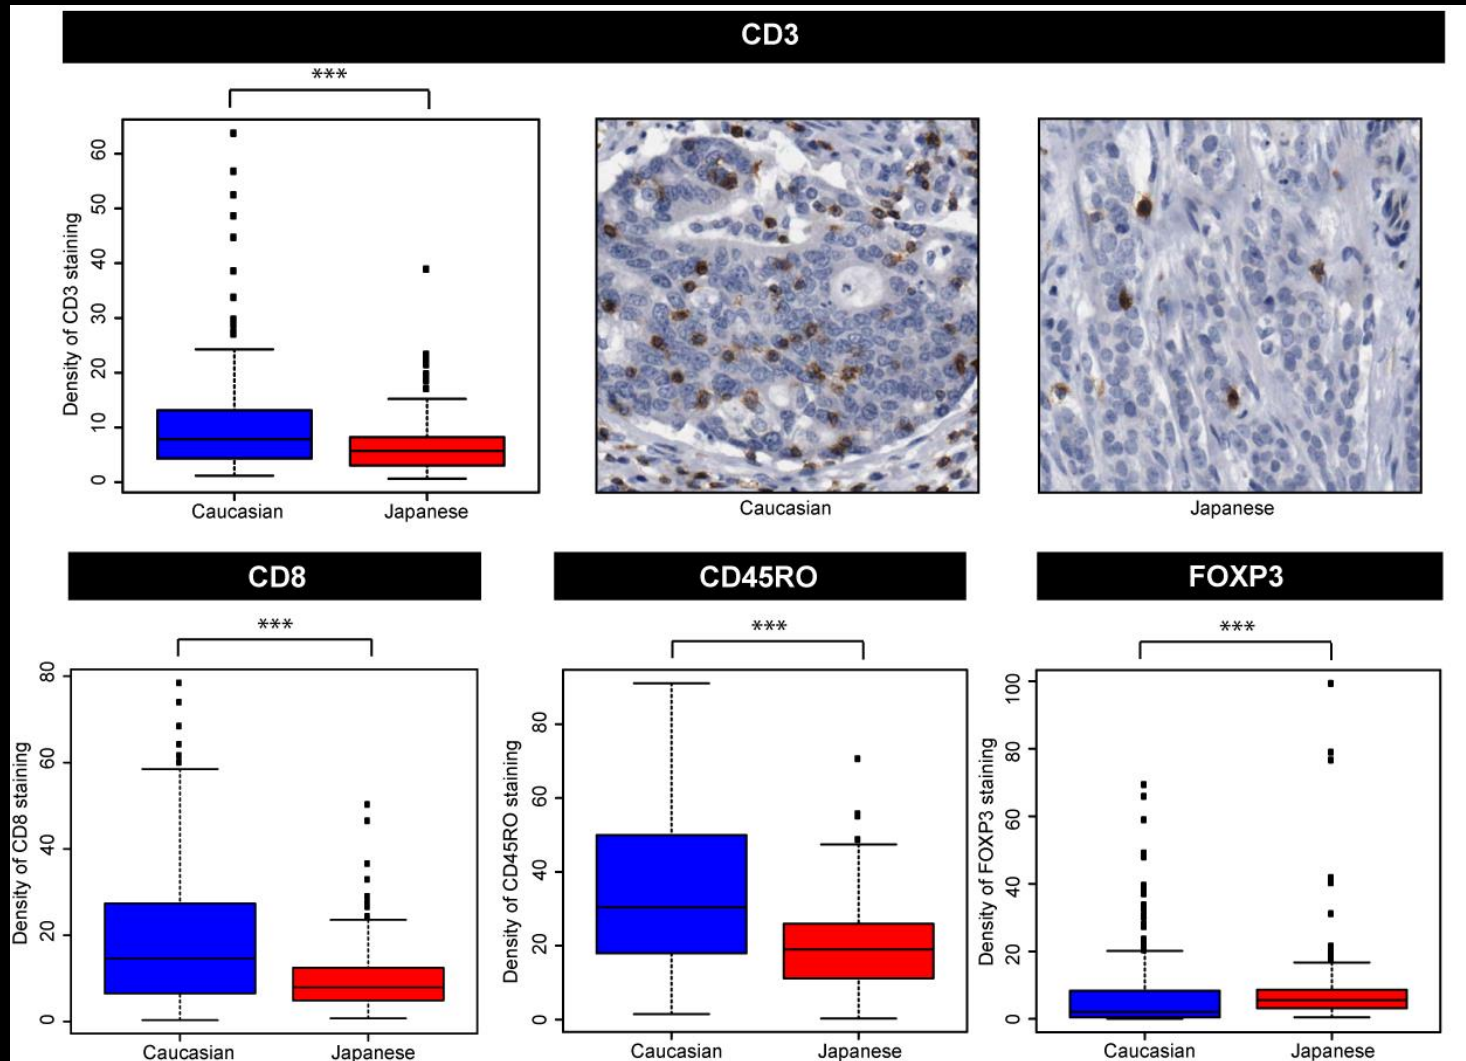 CD3
***
Density of CD3 staining
60
50
40
30
20
10
0
Caucasian
Japanese
Caucasian
Japanese
CD8
***
Density of CD8 staining
80
60
40
20
0
Caucasian
Japanese
CD45RO
***
Density of CD45RO staining
80
60
40
20
0
Caucasian
Japanese
FOXP3
***
Density of FOXP3 staining
100
80
60
40
20
0
Caucasian
Japanese